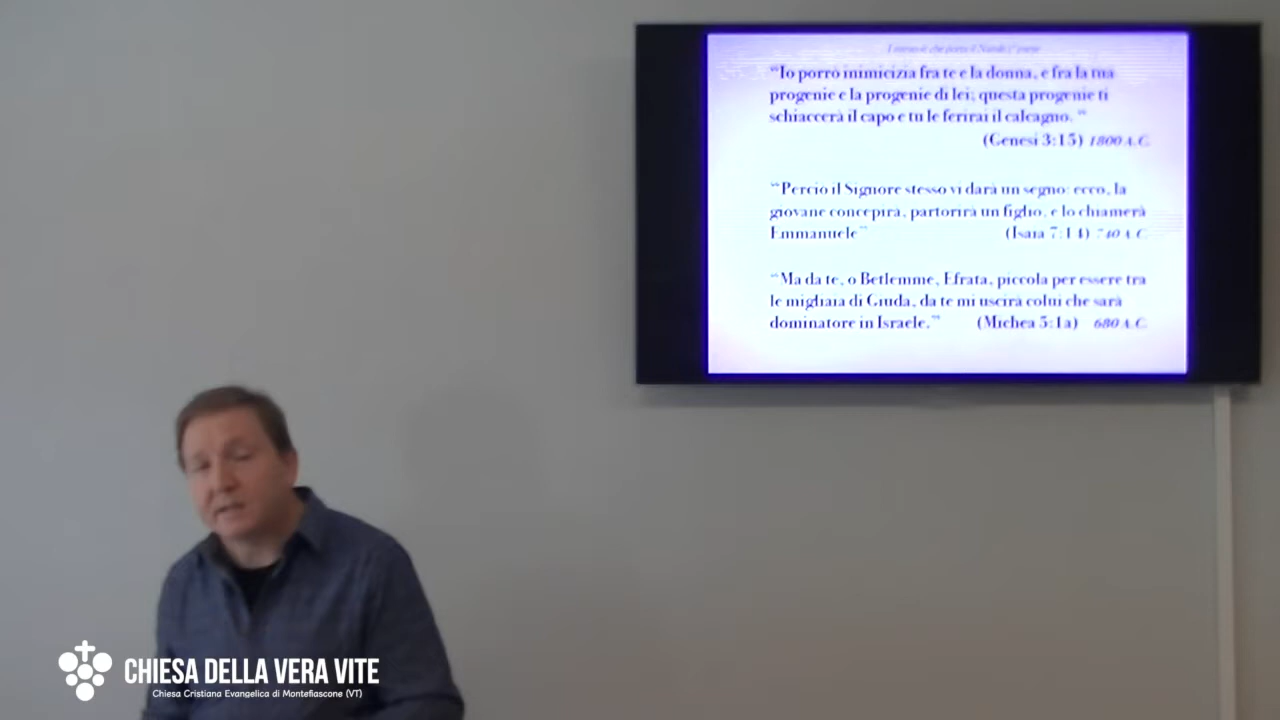 “Io porrò inimicizia fra te e la donna, e fra la tua
progenie e la progenie di lei; questa progenie ti
schiaccerà il capo e tu le ferirai il calcagno. ”
(Genesi 3:15) 1800 A.C.
“Perciò il Signore stesso vi darà un segno: ecco, la
giovane concepirà, partorirà un figlio, e lo chiamerà
Emmanuele” (Isaia 7:14) 740 A.C.
“Ma da te, o Betlemme, Efrata, piccola per essere tra
le migliaia di Giuda, da te mi uscirà colui che sarà
dominatore in Israele.” (Michea 5:1a) 680 A.C.
CHIESA DELLA VERA VITE
Chiesa Cristiana Evangelica di Montefiascone (VT)